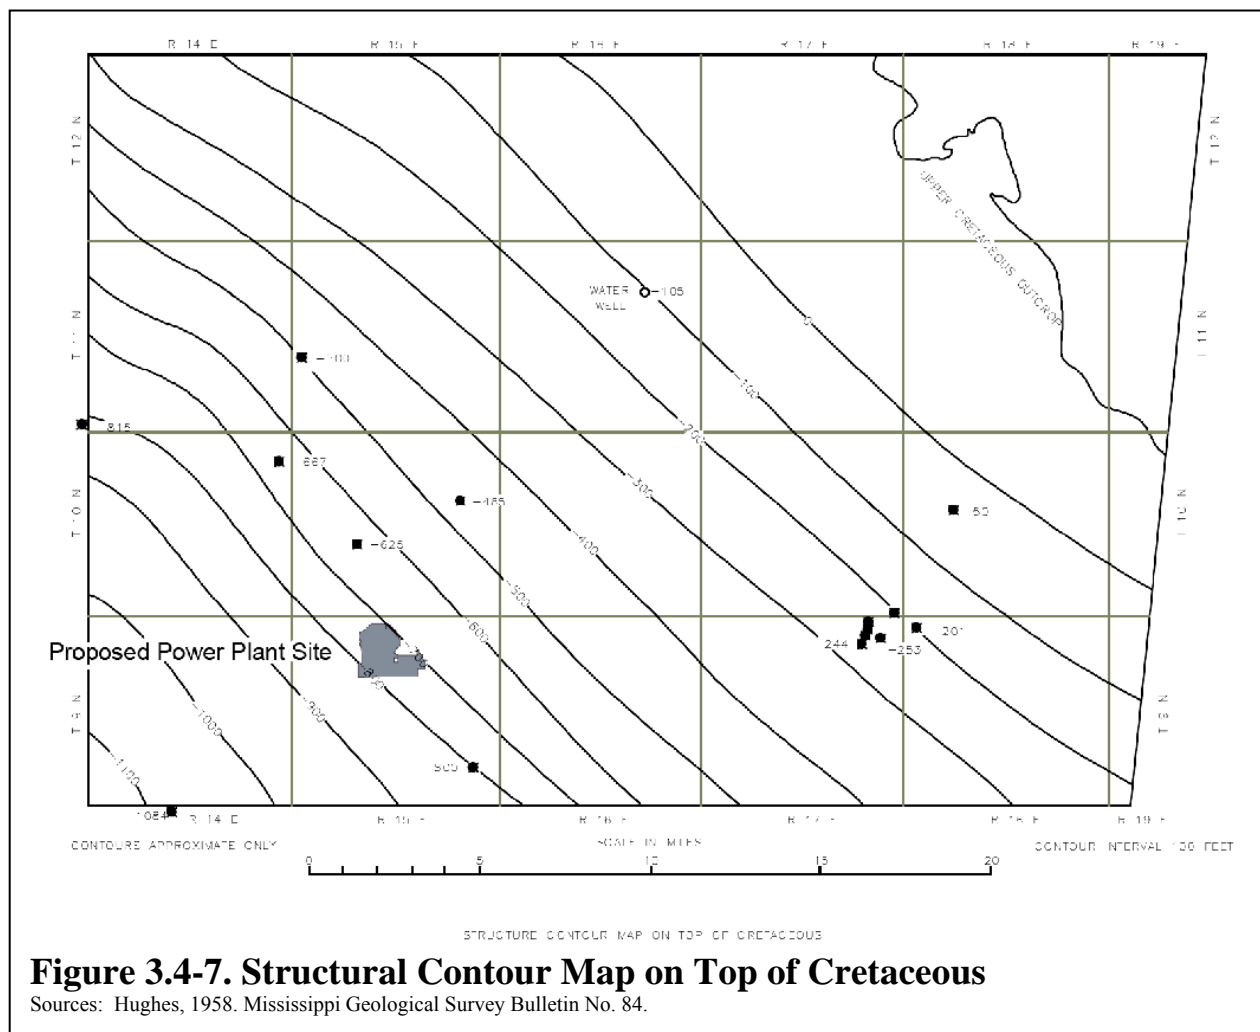 R 14 E R 15 E R 16 E R 17 E R 18 E R 19 E
T 12 N
T 12 N
UPPER CRETACEOUS OUTCROP
WATER WELL
-105
0
T 11 N
T 11 N
-100
-200
-300
815
667
-485
-300
50
T 10 N
T 10 N
-625
-400
-500
-600
201
244
-253
Proposed Power Plant Site
-900
-1000
T 9 N
T 9 N
-1100
1084
R 14 E R 15 E R 16 E R 17 E R 18 E R 19 E
CONTOURS APPROXIMATE ONLY
SCALE IN MILES
CONTOUR INTERVAL 100 FEET
0 5 10 15 20
STRUCTURE CONTOUR MAP ON TOP OF CRETACEOUS
Figure 3.4-7. Structural Contour Map on Top of Cretaceous
Sources: Hughes, 1958. Mississippi Geological Survey Bulletin No. 84.